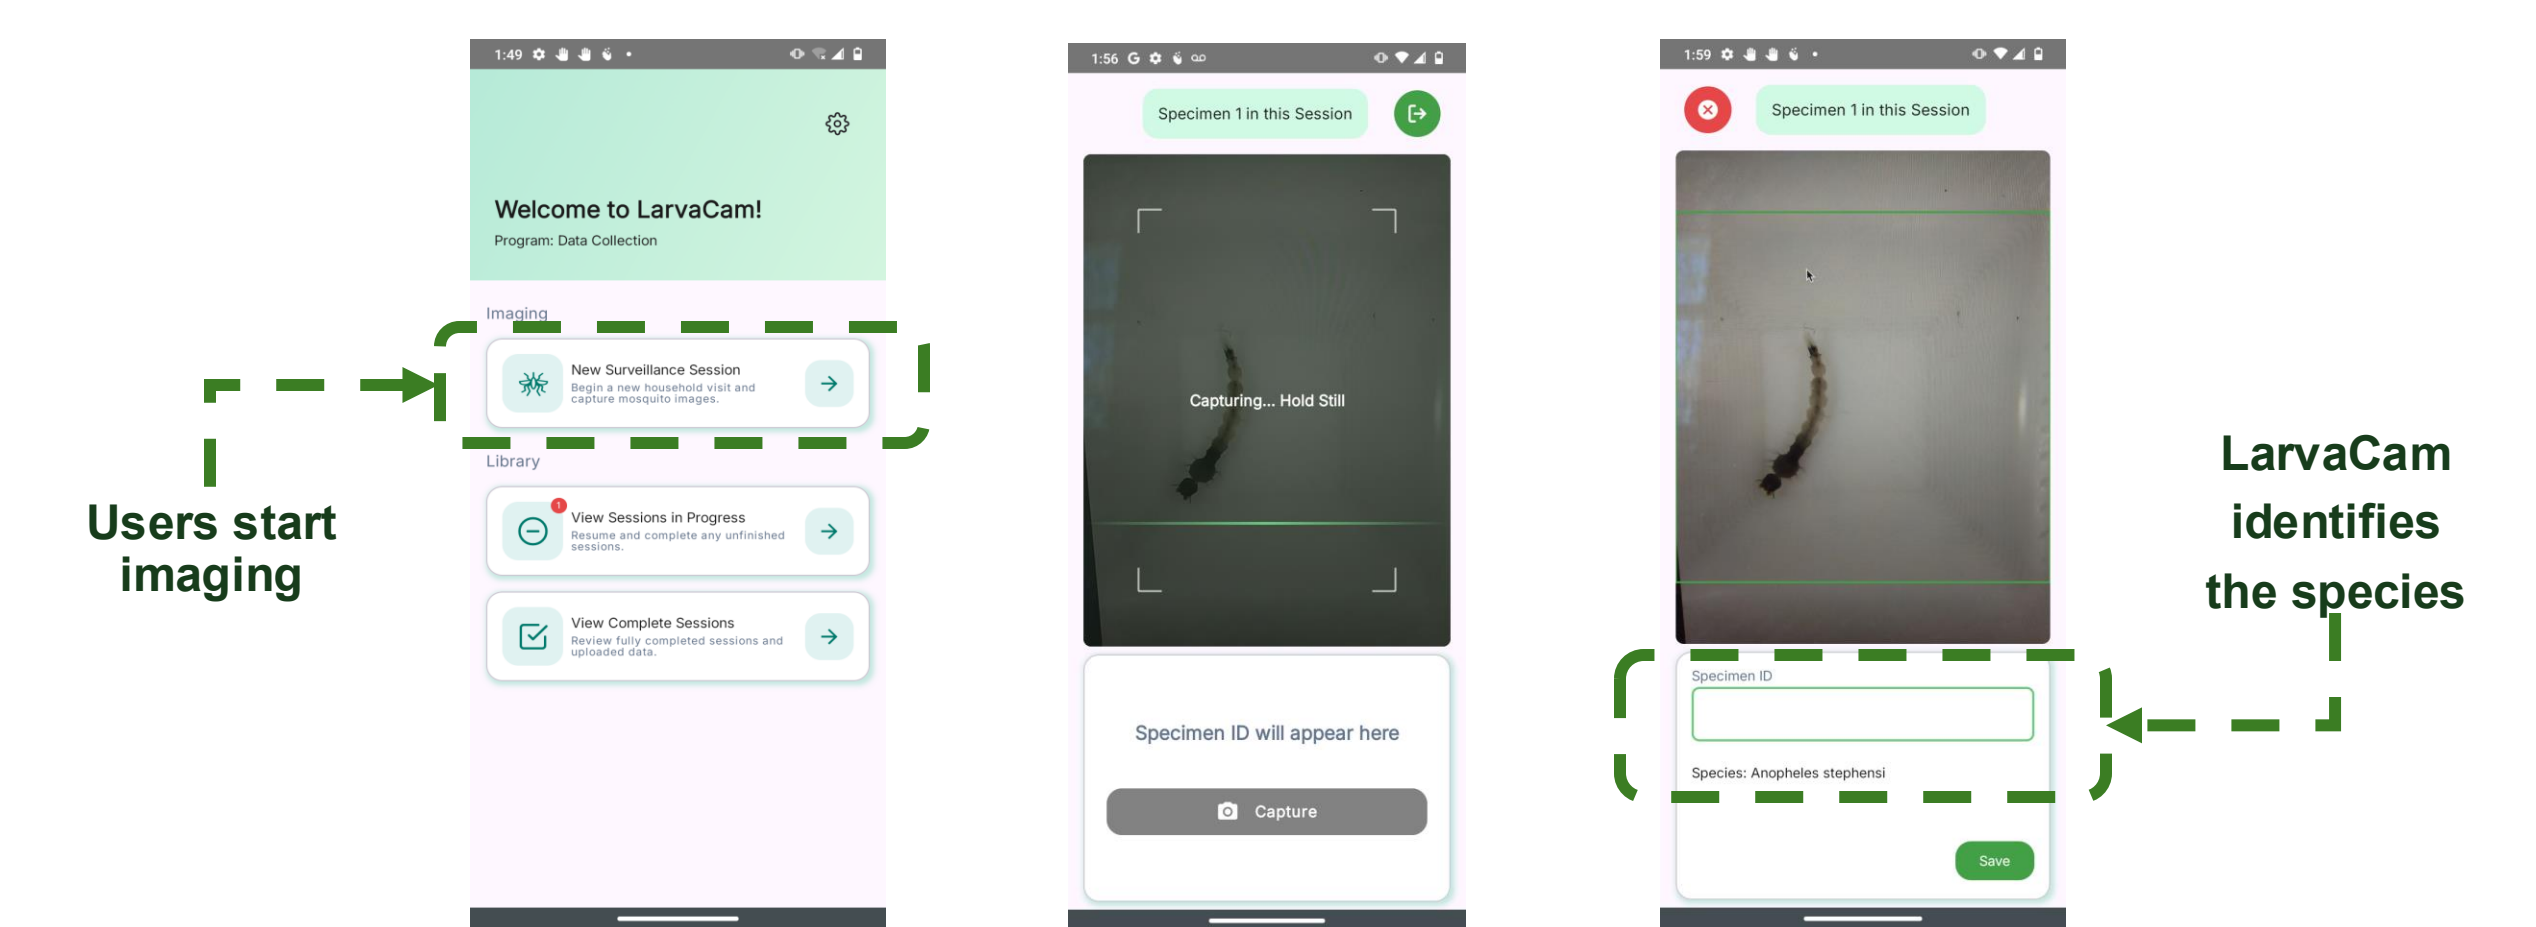 Users start
imaging
1:49
Welcome to LarvaCam!
Program: Data Collection
Imaging
New Surveillance Session
Begin a new household visit and
capture mosquito images.
Library
1
View Sessions in Progress
Resume and complete any unfinished
sessions.
View Complete Sessions
Review fully completed sessions and
uploaded data.
1:56 G
Specimen 1 in this Session
Capturing... Hold Still
Specimen ID will appear here
Capture
1:59
Specimen 1 in this Session
Specimen ID
Species: Anopheles stephensi
Save
LarvaCam
identifies
the species